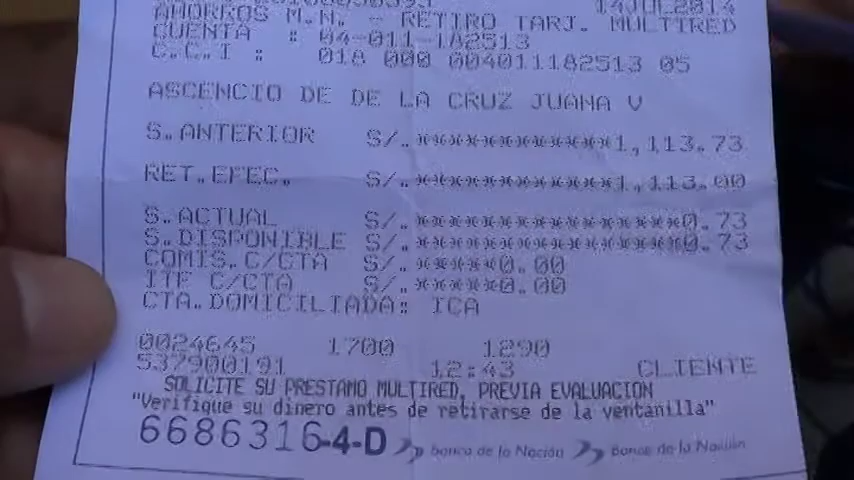 14JUL2014
AHORROS M.N. - RETIRO TARJ. MULTIRED
CUENTA : 04-011-182513
C.C.I : 018 000 004011182513 05
ASCENCIO DE DE LA CRUZ JUANA V
S.ANTERIOR S/.*************1,113.73
RET.EFEC. S/.*************1,113.00
S.ACTUAL S/.*****************0.73
S.DISPONIBLE S/.*****************0.73
COMIS.C/CTA S/.*****0.00
ITF C/CTA S/.*****0.00
CTA.DOMICILIADA: ICA
0024645 1700 1290
537900191 12:43 CLIENTE
SOLICITE SU PRESTAMO MULTIRED, PREVIA EVALUACION
"Verifique su dinero antes de retirarse de la ventanilla"
6686316-4-D banco de la Nación banco de la Nación